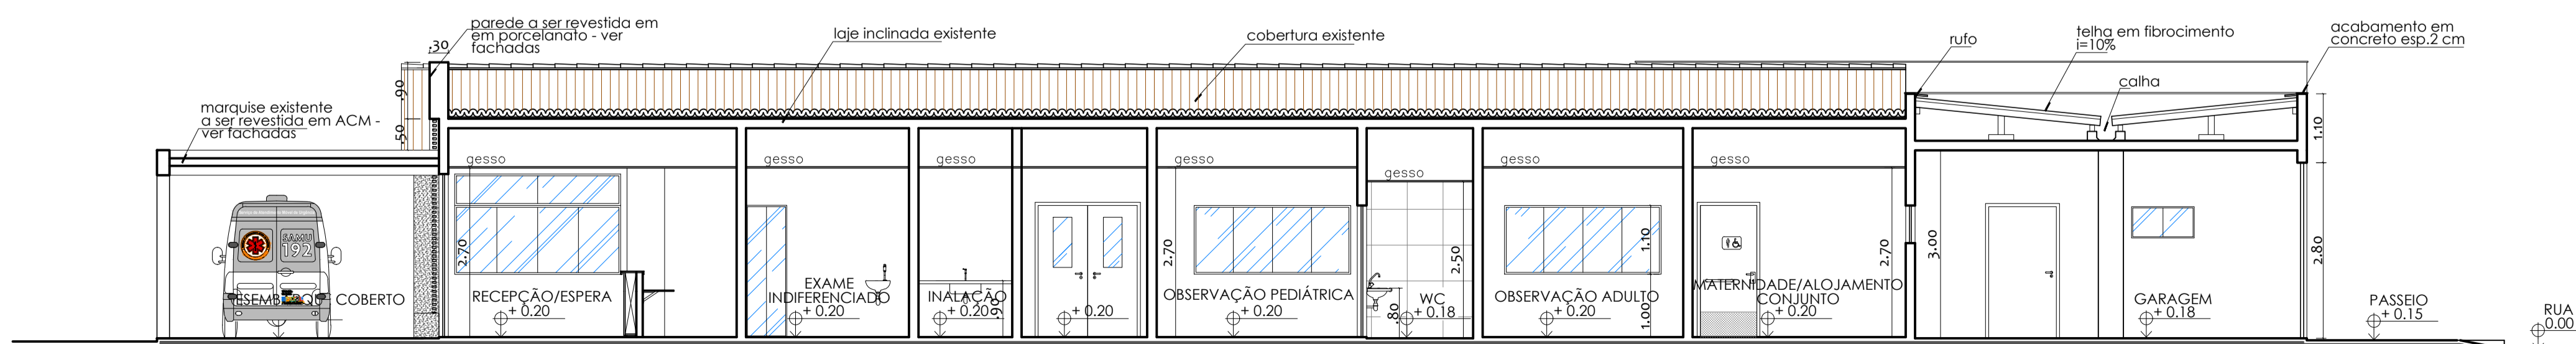 parede a ser revestida em
em porcelanato - ver
fachadas
.30
laje inclinada existente
cobertura existente
rufo
telha em fibrocimento
i=10%
acabamento em
concreto esp.2 cm
calha
marquise existente
a ser revestida em ACM -
ver fachadas
.90
.50
1.10
gesso
gesso
gesso
gesso
gesso
gesso
gesso
SAMU
192
2.70
2.70
2.50
1.10
2.70
3.00
2.80
.90
.80
1.00
COBERTO
RECEPÇÃO/ESPERA
+ 0.20
EXAME
INDIFERENCIADO
+ 0.20
INALAÇÃO
+ 0.20
+ 0.20
OBSERVAÇÃO PEDIÁTRICA
+ 0.20
WC
+ 0.18
OBSERVAÇÃO ADULTO
+ 0.20
MATERNIDADE/ALOJAMENTO
CONJUNTO
+ 0.20
GARAGEM
+ 0.18
PASSEIO
+ 0.15
RUA
0.00